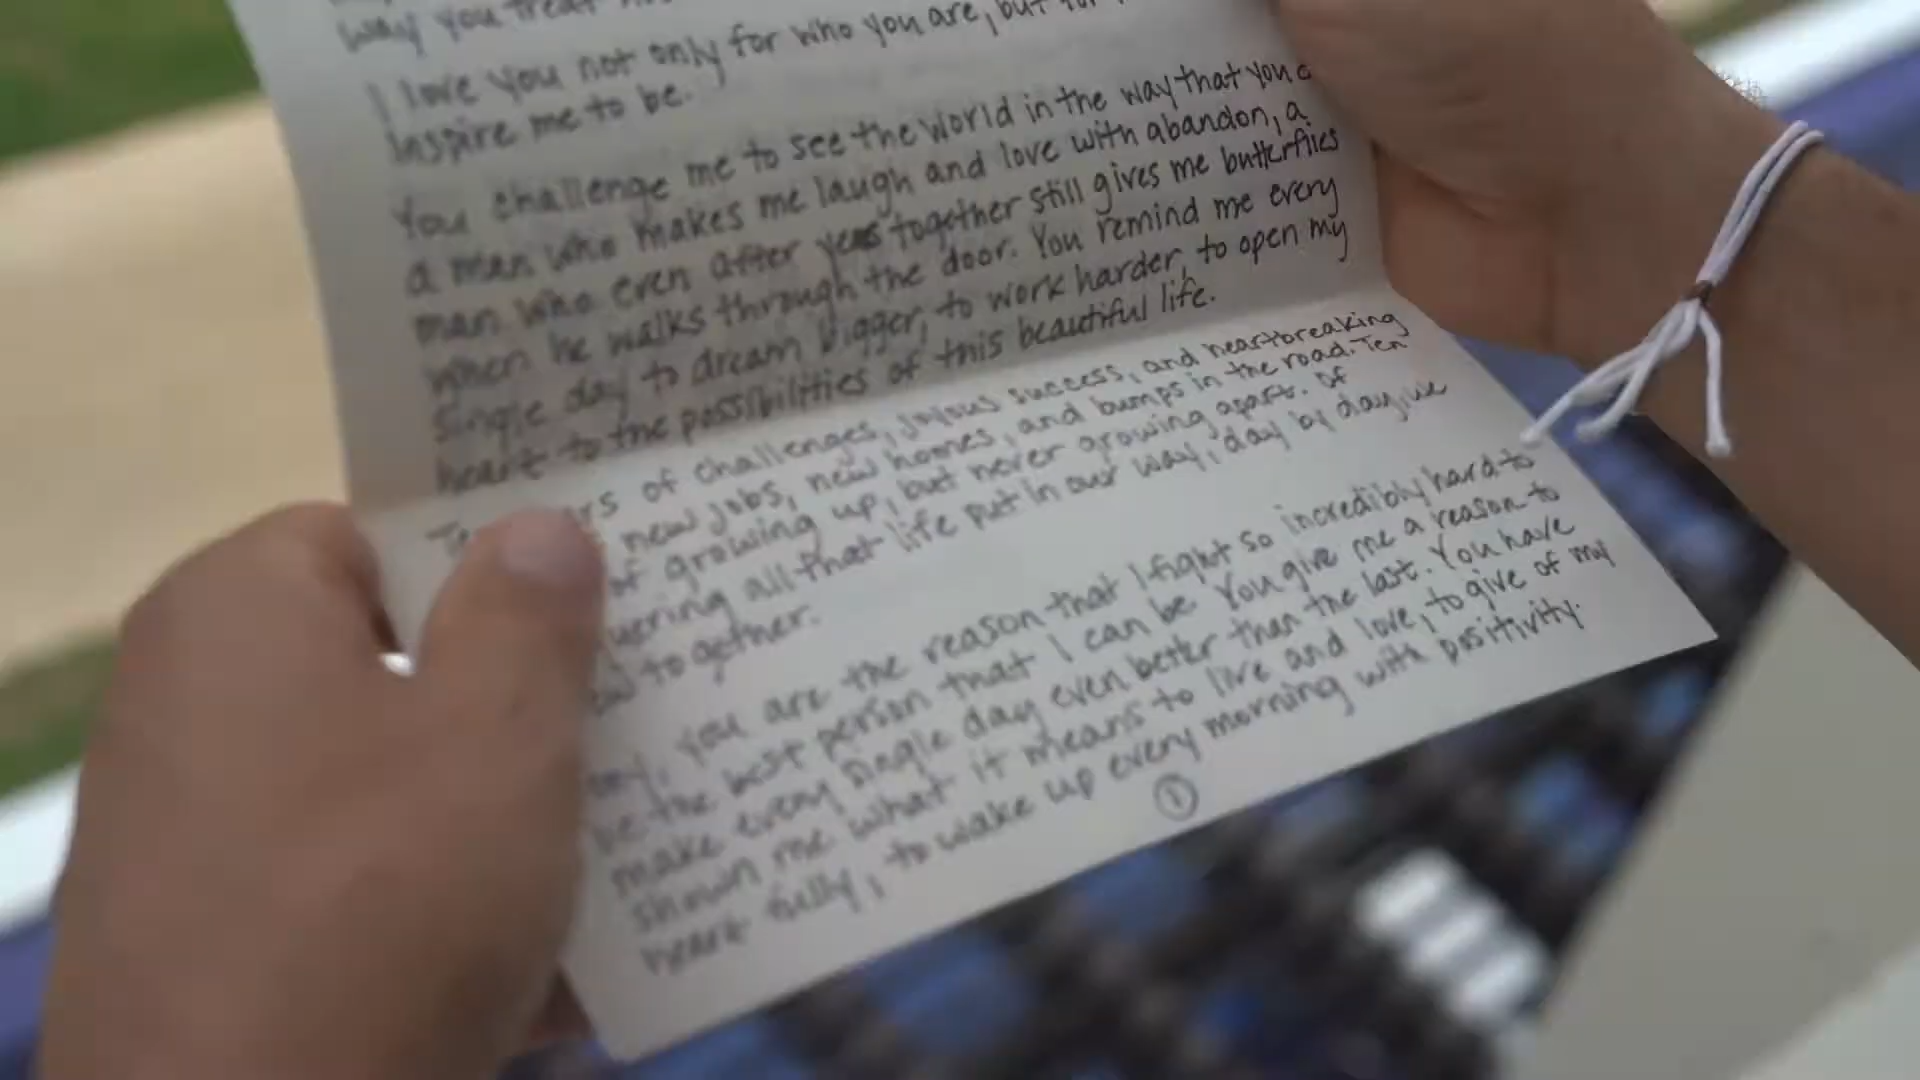 way you treat
I love you not only for who you are, but for
inspire me to be.
You challenge me to see the world in the way that you
a man who makes me laugh and love with abandon, a
man who even after years together still gives me butterflies
when he walks through the door. You remind me every
single day to dream bigger, to work harder, to open my
heart to the possibilities of this beautiful life.
of challenges, joyous success, and heartbreaking
new jobs, new homes, and bumps in the road. Ten
of growing up, but never growing apart. Of
all that life put in our way, day by day, we
together.
you are the reason that I fight so incredibly hard to
be the best person that I can be. You give me a reason to
make every single day even better than the last. You have
shown me what it means to live and love, to give of my
heart fully, to wake up every morning with positivity.
1